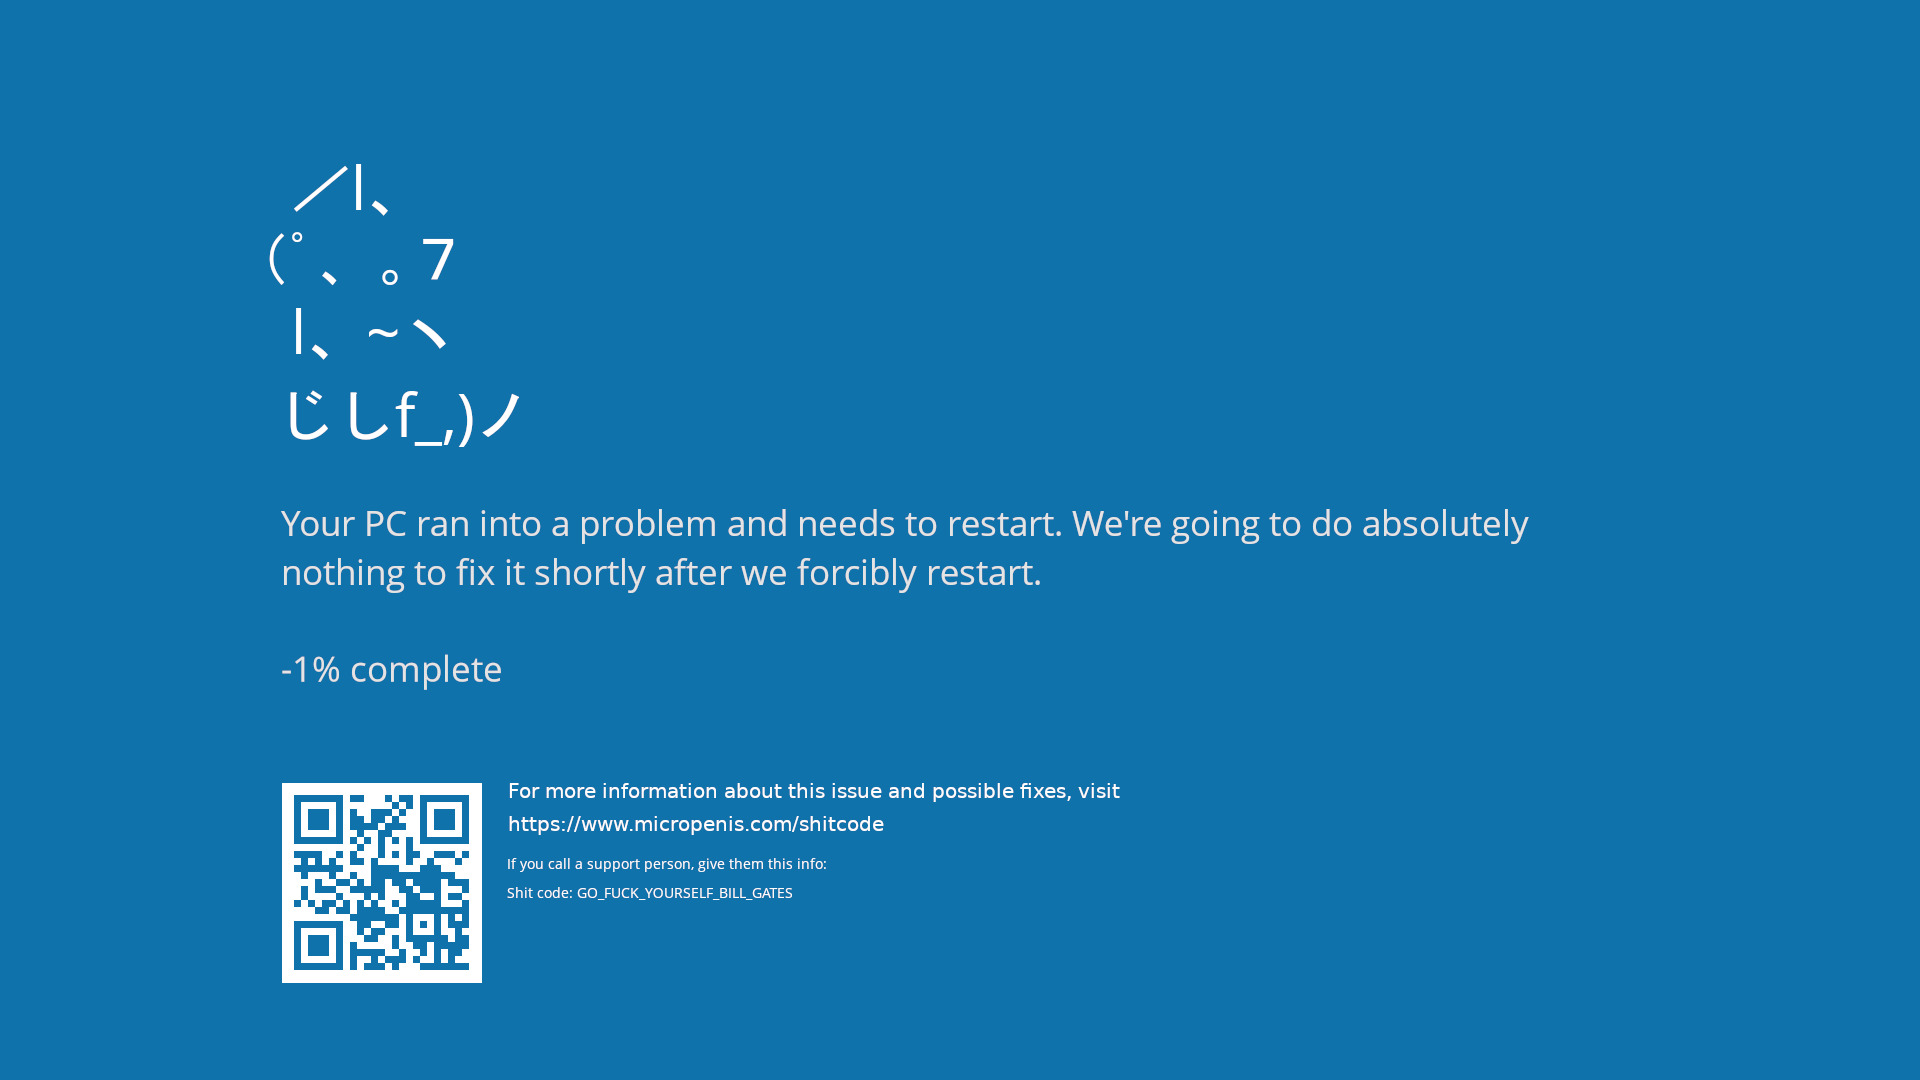 ／l、
（ﾟ､ 。7
l、~ヽ
じしf_,)ノ
Your PC ran into a problem and needs to restart. We're going to do absolutely
nothing to fix it shortly after we forcibly restart.
-1% complete
For more information about this issue and possible fixes, visit
https://www.micropenis.com/shitcode
If you call a support person, give them this info:
Shit code: GO_FUCK_YOURSELF_BILL_GATES